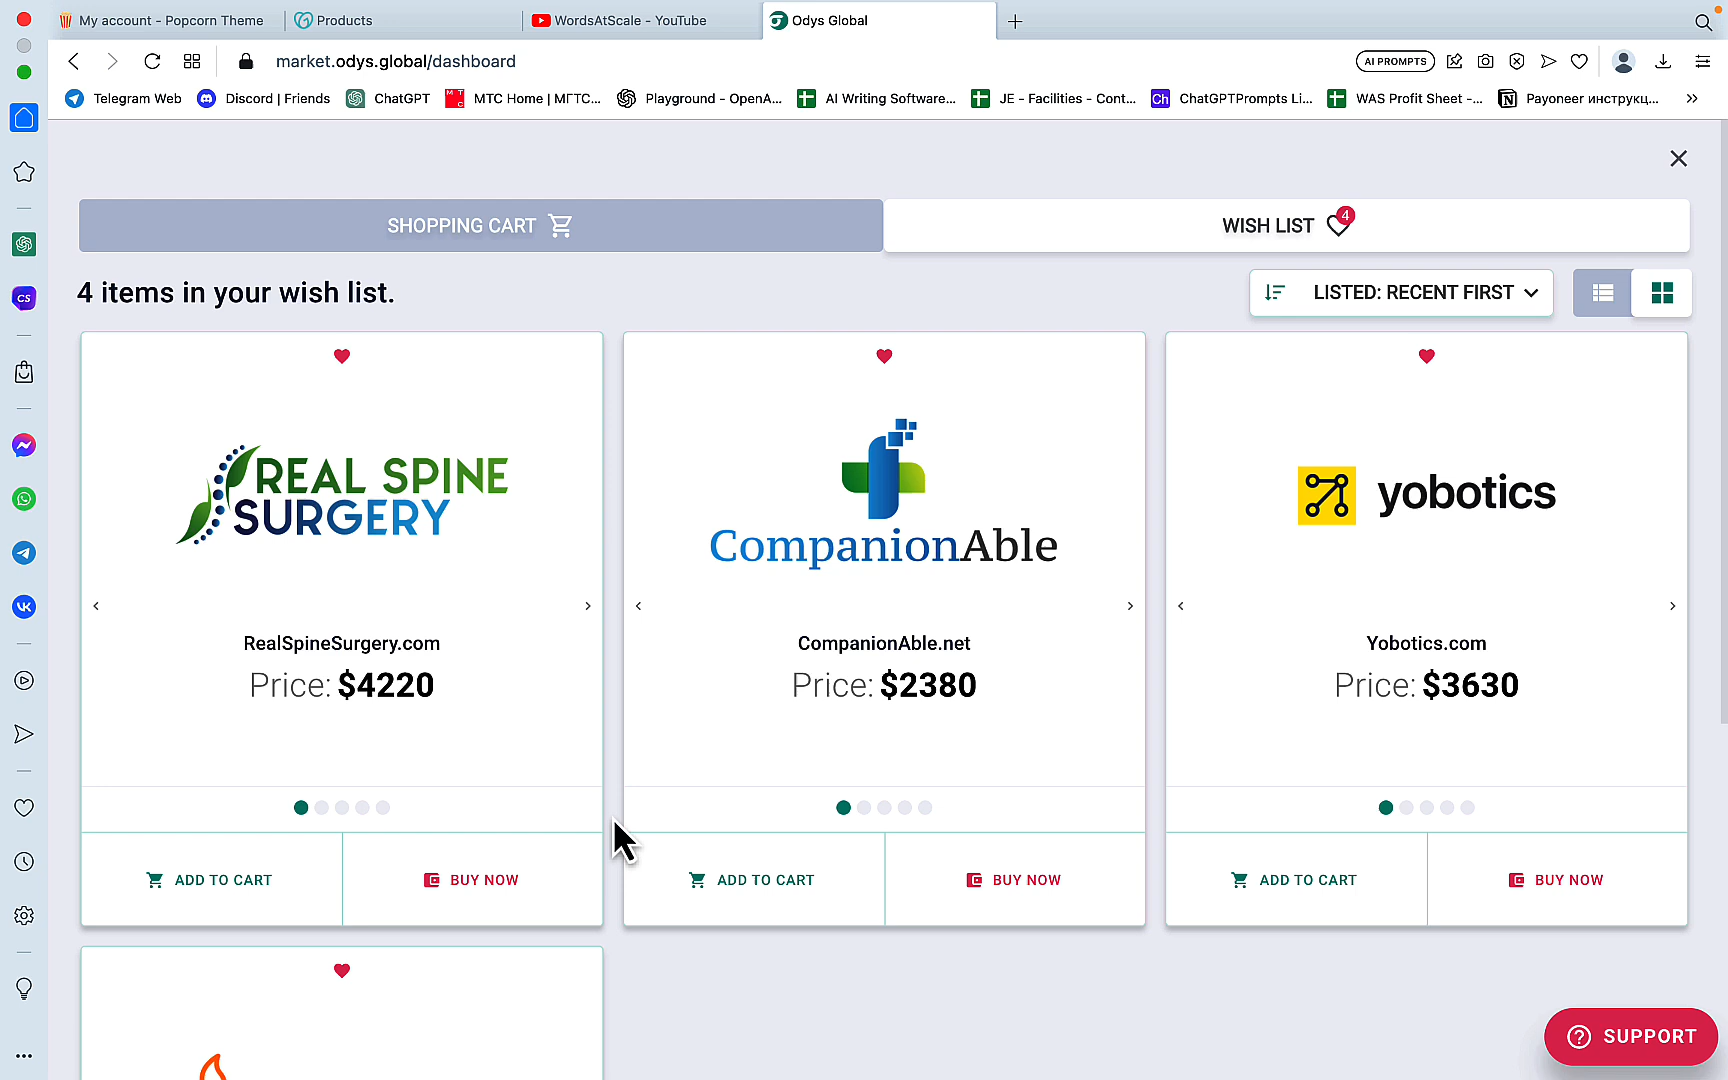 My account - Popcorn Theme
Products
WordsAtScale - YouTube
Odys Global
market.odys.global/dashboard
AI PROMPTS
Telegram Web
Discord | Friends
ChatGPT
МТС Home | МГТС...
Playground - OpenA...
AI Writing Software...
JE - Facilities - Cont...
Ch
ChatGPTPrompts Li...
WAS Profit Sheet -...
Payoneer инструкц...
CS
SHOPPING CART
WISH LIST
4
4 items in your wish list.
LISTED: RECENT FIRST
REAL SPINE
SURGERY
CompanionAble
yobotics
RealSpineSurgery.com
CompanionAble.net
Yobotics.com
Price: $4220
Price: $2380
Price: $3630
ADD TO CART
BUY NOW
ADD TO CART
BUY NOW
ADD TO CART
BUY NOW
SUPPORT